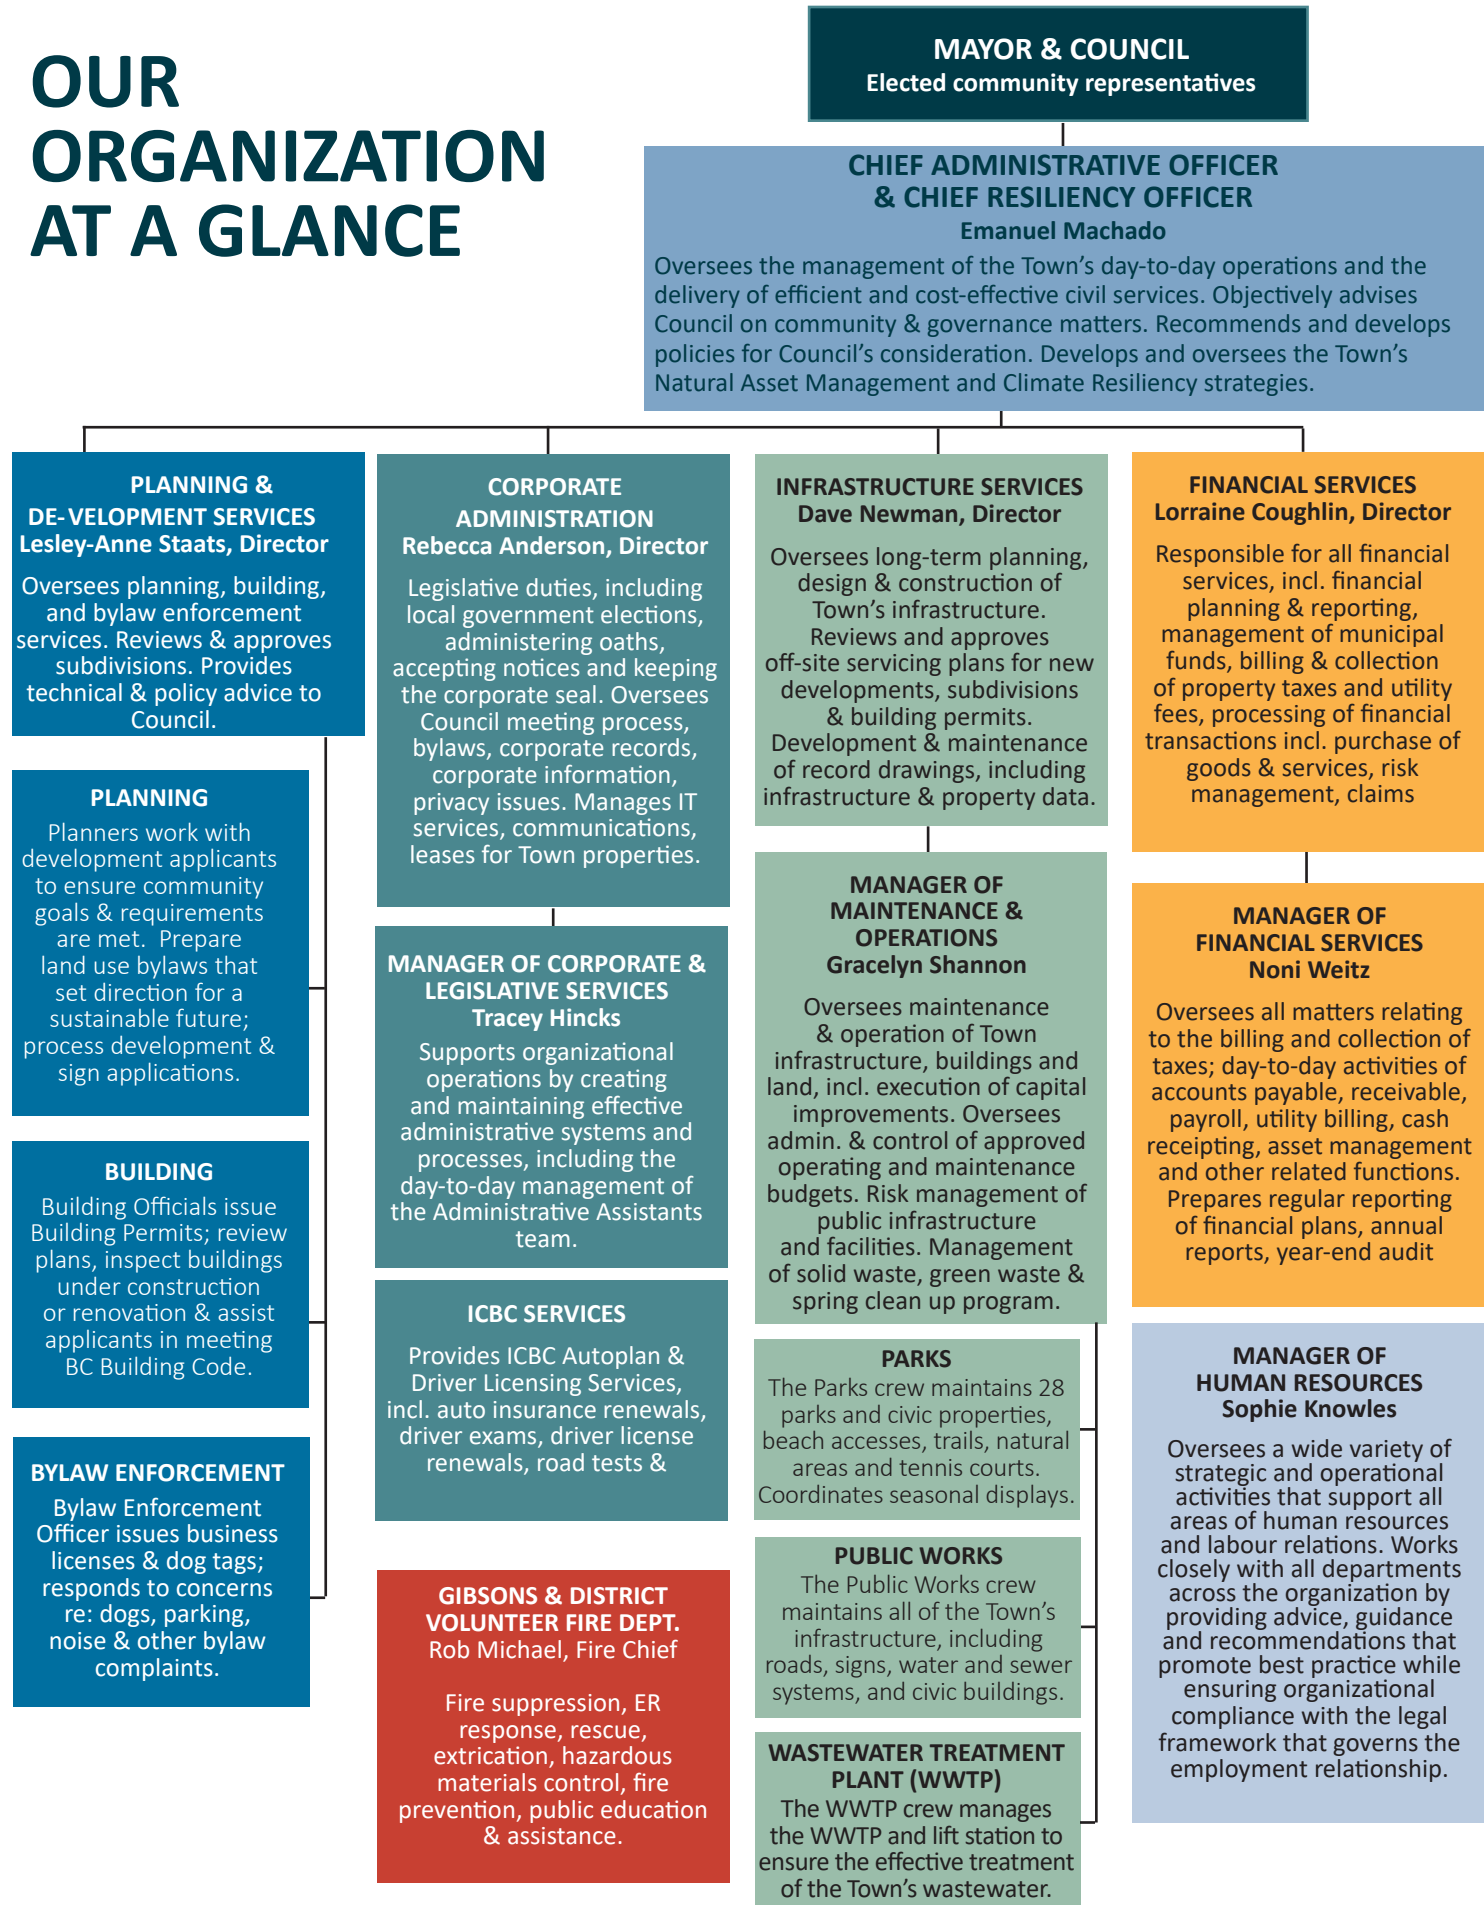 OUR
ORGANIZATION
AT A GLANCE
MAYOR & COUNCIL
Elected community representatives
CHIEF ADMINISTRATIVE OFFICER
& CHIEF RESILIENCY OFFICER
Emanuel Machado
Oversees the management of the Town's day-to-day operations and the
delivery of efficient and cost-effective civil services. Objectively advises
Council on community & governance matters. Recommends and develops
policies for Council's consideration. Develops and oversees the Town's
Natural Asset Management and Climate Resiliency strategies.
PLANNING &
DE-VELOPMENT SERVICES
Lesley-Anne Staats, Director
Oversees planning, building,
and bylaw enforcement
services. Reviews & approves
subdivisions. Provides
technical & policy advice to
Council.
PLANNING
Planners work with
development applicants
to ensure community
goals & requirements
are met. Prepare
land use bylaws that
set direction for a
sustainable future;
process development &
sign applications.
BUILDING
Building Officials issue
Building Permits; review
plans, inspect buildings
under construction
or renovation & assist
applicants in meeting
BC Building Code.
BYLAW ENFORCEMENT
Bylaw Enforcement
Officer issues business
licenses & dog tags;
responds to concerns
re: dogs, parking,
noise & other bylaw
complaints.
CORPORATE
ADMINISTRATION
Rebecca Anderson, Director
Legislative duties, including
local government elections,
administering oaths,
accepting notices and keeping
the corporate seal. Oversees
Council meeting process,
bylaws, corporate records,
corporate information,
privacy issues. Manages IT
services, communications,
leases for Town properties.
MANAGER OF CORPORATE &
LEGISLATIVE SERVICES
Tracey Hincks
Supports organizational
operations by creating
and maintaining effective
administrative systems and
processes, including the
day-to-day management of
the Administrative Assistants
team.
ICBC SERVICES
Provides ICBC Autoplan &
Driver Licensing Services,
incl. auto insurance renewals,
driver exams, driver license
renewals, road tests &
GIBSONS & DISTRICT
VOLUNTEER FIRE DEPT.
Rob Michael, Fire Chief
Fire suppression, ER
response, rescue,
extrication, hazardous
materials control, fire
prevention, public education
& assistance.
INFRASTRUCTURE SERVICES
Dave Newman, Director
Oversees long-term planning,
design & construction of
Town's infrastructure.
Reviews and approves
off-site servicing plans for new
developments, subdivisions
& building permits.
Development & maintenance
of record drawings, including
infrastructure & property data.
MANAGER OF
MAINTENANCE &
OPERATIONS
Gracelyn Shannon
Oversees maintenance
& operation of Town
infrastructure, buildings and
land, incl. execution of capital
improvements. Oversees
admin. & control of approved
operating and maintenance
budgets. Risk management of
public infrastructure
and facilities. Management
of solid waste, green waste &
spring clean up program.
PARKS
The Parks crew maintains 28
parks and civic properties,
beach accesses, trails, natural
areas and tennis courts.
Coordinates seasonal displays.
PUBLIC WORKS
The Public Works crew
maintains all of the Town's
infrastructure, including
roads, signs, water and sewer
systems, and civic buildings.
WASTEWATER TREATMENT
PLANT (WWTP)
The WWTP crew manages
the WWTP and lift station to
ensure the effective treatment
of the Town's wastewater.
FINANCIAL SERVICES
Lorraine Coughlin, Director
Responsible for all financial
services, incl. financial
planning & reporting,
management of municipal
funds, billing & collection
of property taxes and utility
fees, processing of financial
transactions incl. purchase of
goods & services, risk
management, claims
MANAGER OF
FINANCIAL SERVICES
Noni Weitz
Oversees all matters relating
to the billing and collection of
taxes; day-to-day activities of
accounts payable, receivable,
payroll, utility billing, cash
receipting, asset management
and other related functions.
Prepares regular reporting
of financial plans, annual
reports, year-end audit
MANAGER OF
HUMAN RESOURCES
Sophie Knowles
Oversees a wide variety of
strategic and operational
activities that support all
areas of human resources
and labour relations. Works
closely with all departments
across the organization by
providing advice, guidance
and recommendations that
promote best practice while
ensuring organizational
compliance with the legal
framework that governs the
employment relationship.